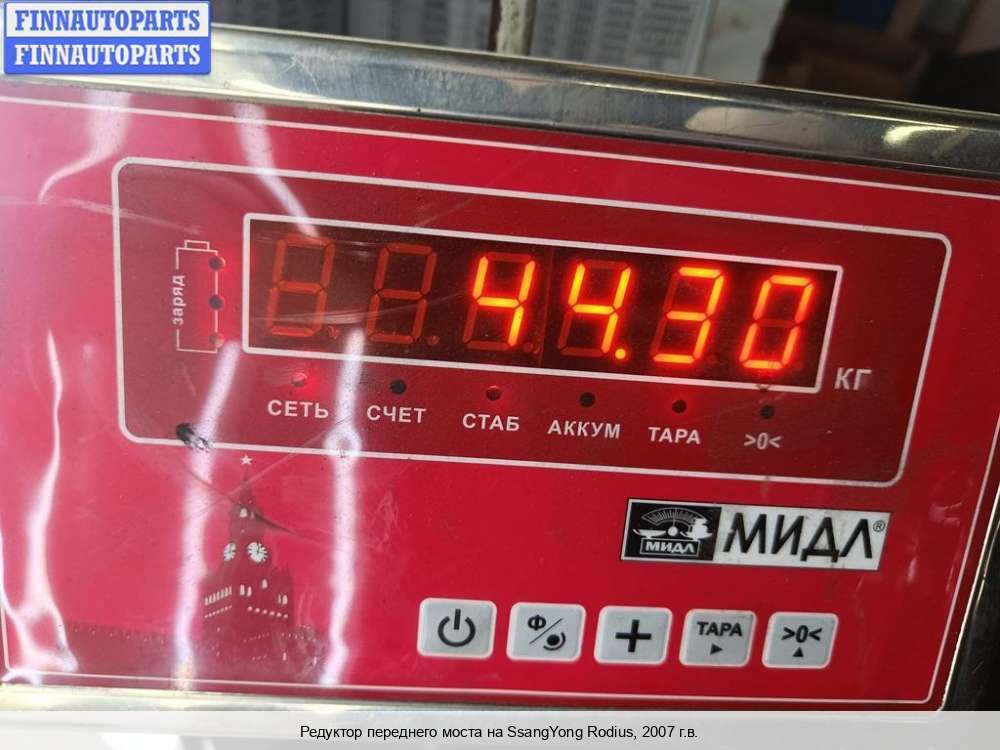 FINNAUTOPARTS
FINNAUTOPARTS
заряд
44.30
КГ
СЕТЬ СЧЕТ СТАБ АККУМ ТАРА >0<
МИДЛ МИДЛ®
Ф ТАРА >0<
Редуктор переднего моста на SsangYong Rodius, 2007 г.в.